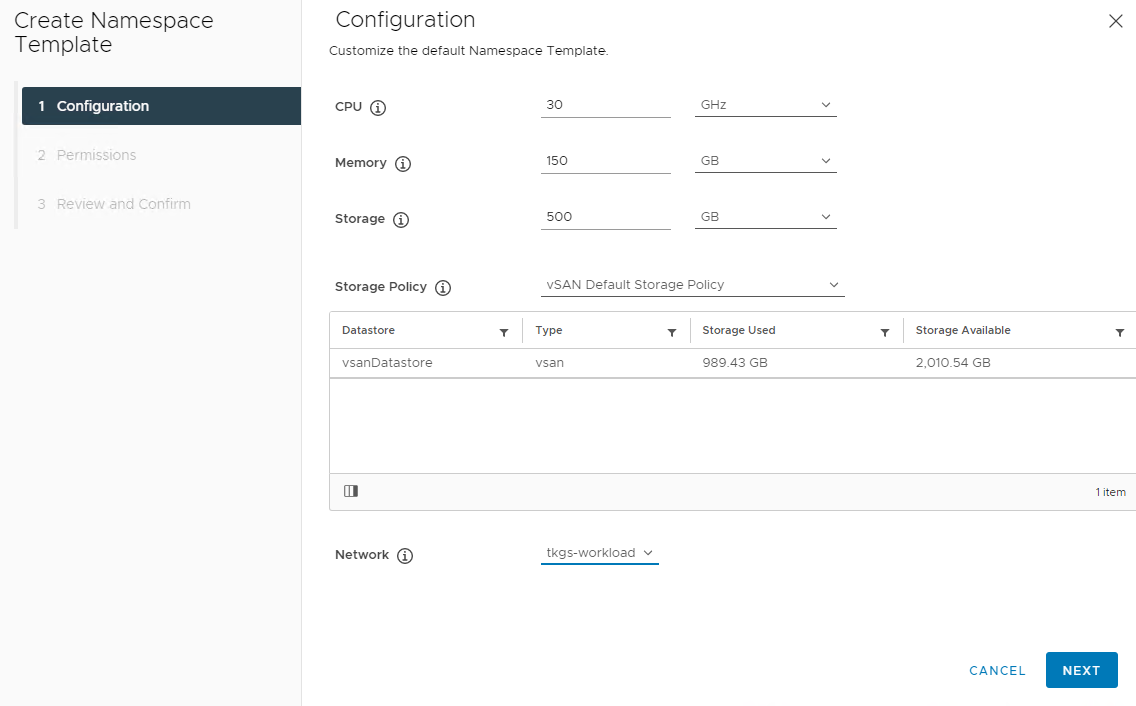 Create Namespace
Template
1 Configuration
2 Permissions
3 Review and Confirm
Configuration
Customize the default Namespace Template.
CPU 30 GHz
Memory 150 GB
Storage 500 GB
Storage Policy vSAN Default Storage Policy
Datastore Type Storage Used Storage Available
vsanDatastore vsan 989.43 GB 2,010.54 GB
1 item
Network tkgs-workload
CANCEL NEXT